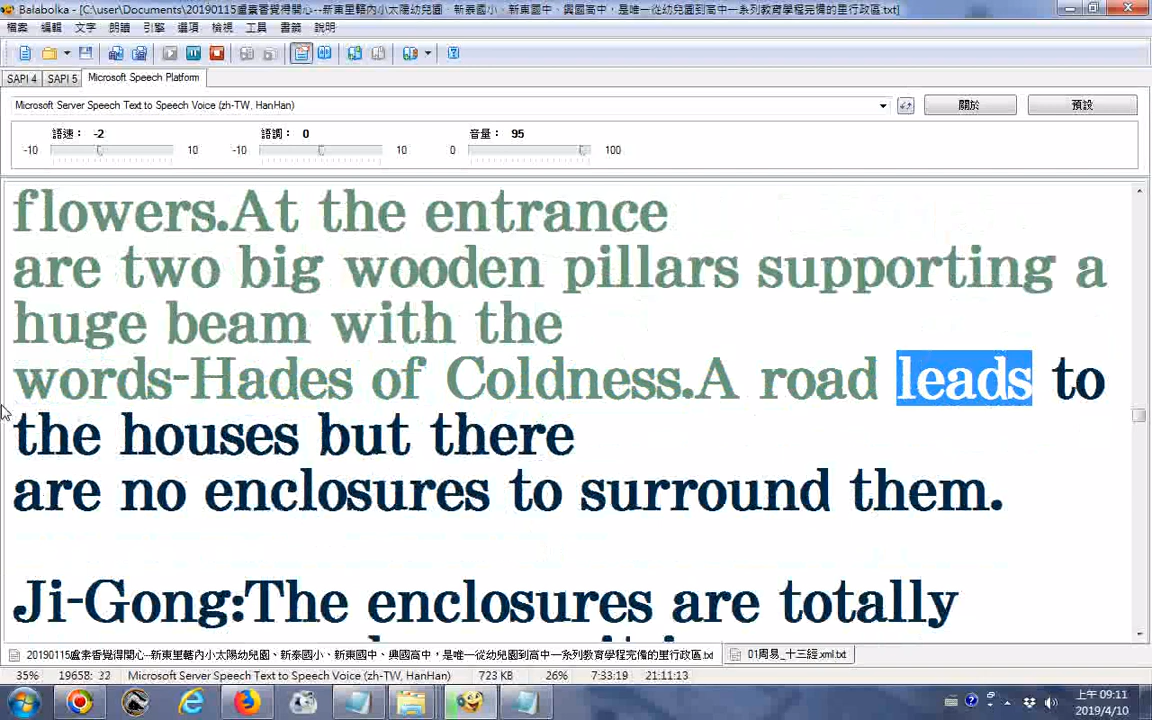 Balabolka - [C:\user\Documents\20190115盧素香覺得開心--新東里轄內小太陽幼兒園、新泰國小、新東國中、興國高中，是唯一從幼兒園到高中一系列教育學程完備的里行政區.txt]
檔案 編輯 文字 朗讀 引擎 選項 檢視 工具 書籤 說明
SAPI 4 SAPI 5 Microsoft Speech Platform
Microsoft Server Speech Text to Speech Voice (zh-TW, HanHan) 關於 預設
語速： -2 語調： 0 音量： 95
-10 10 -10 10 0 100
flowers.At the entrance
are two big wooden pillars supporting a
huge beam with the
words-Hades of Coldness.A road leads to
the houses but there
are no enclosures to surround them.
Ji-Gong:The enclosures are totally
20190115盧素香覺得開心--新東里轄內小太陽幼兒園、新泰國小、新東國中、興國高中，是唯一從幼兒園到高中一系列教育學程完備的里行政區.txt 01周易_十三經.xml.txt
35% 19658: 32 Microsoft Server Speech Text to Speech Voice (zh-TW, HanHan) 723 KB 26% 7:33:19 21:11:13
上午 09:11
2019/4/10